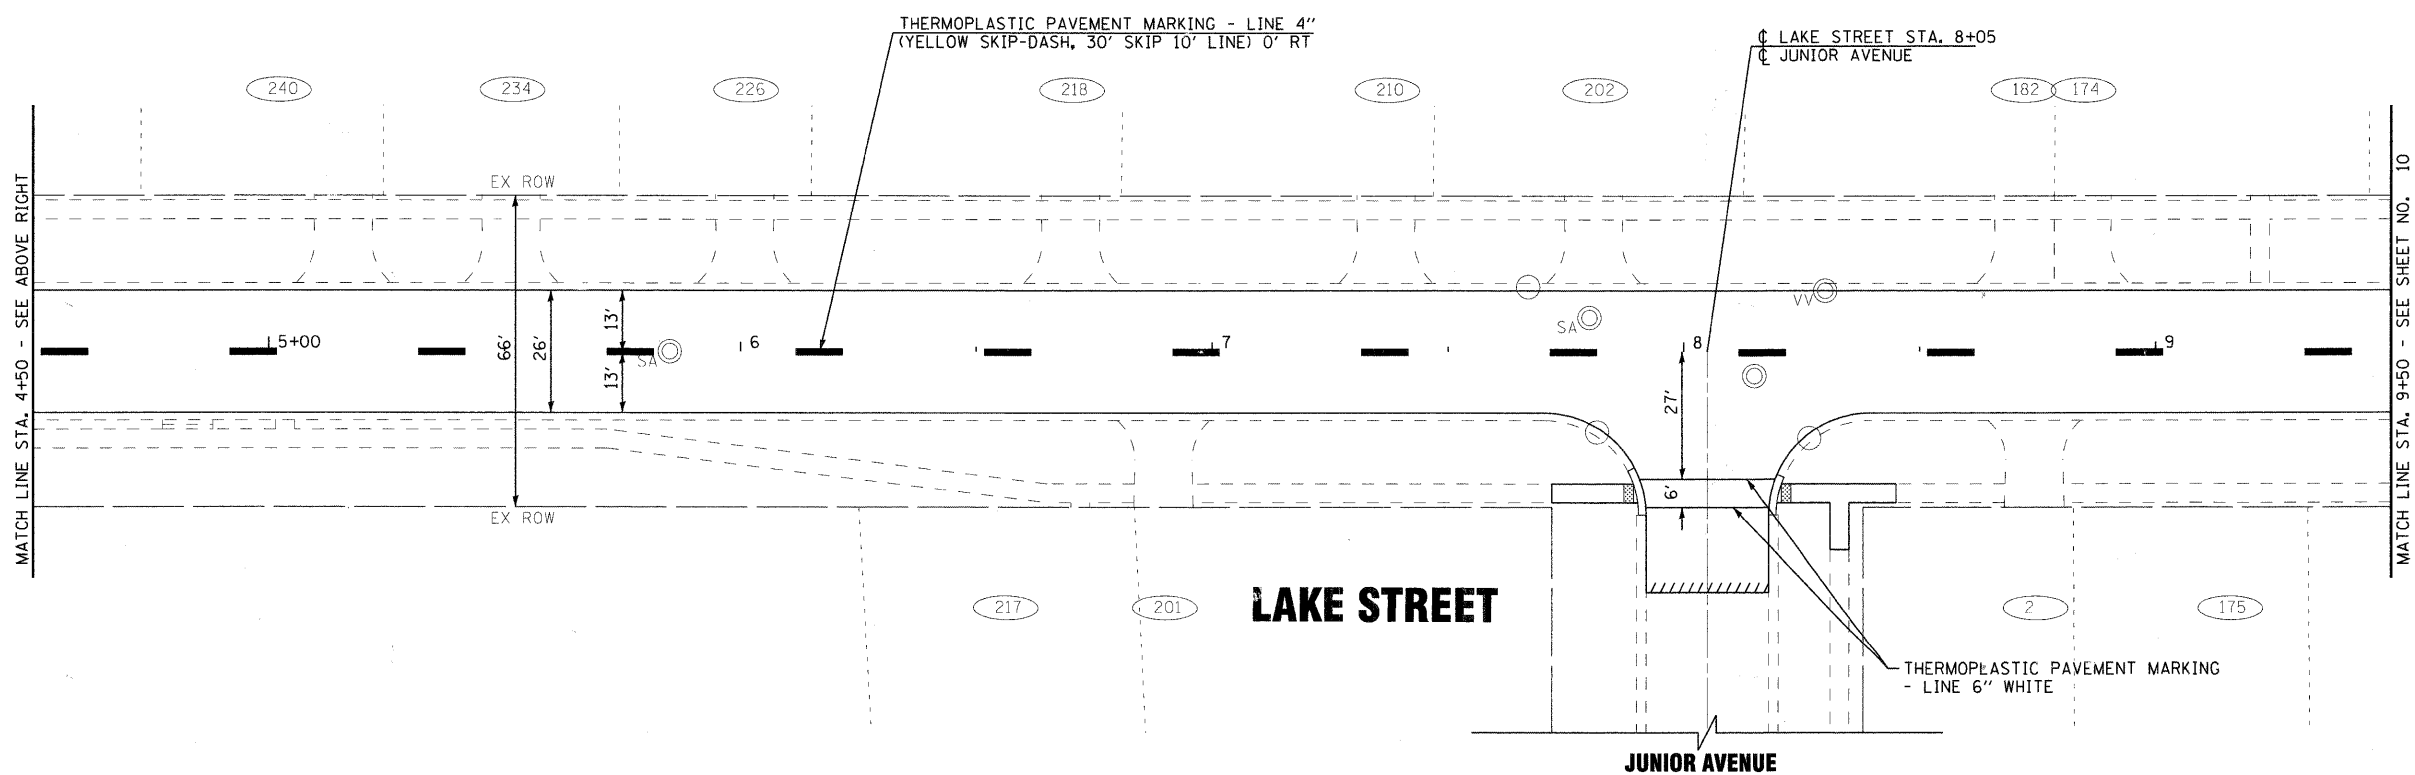 THERMOPLASTIC PAVEMENT MARKING - LINE 4"
(YELLOW SKIP-DASH, 30' SKIP 10' LINE) 0' RT
℄ LAKE STREET STA. 8+05
℄ JUNIOR AVENUE
240
234
226
218
210
202
182
174
MATCH LINE STA. 4+50 - SEE ABOVE RIGHT
EX ROW
66'
26'
13'
13'
5+00
SA
6
7
SA
8
VV
9
27'
6'
EX ROW
MATCH LINE STA. 9+50 - SEE SHEET NO. 10
217
201
LAKE STREET
2
175
THERMOPLASTIC PAVEMENT MARKING
- LINE 6" WHITE
JUNIOR AVENUE